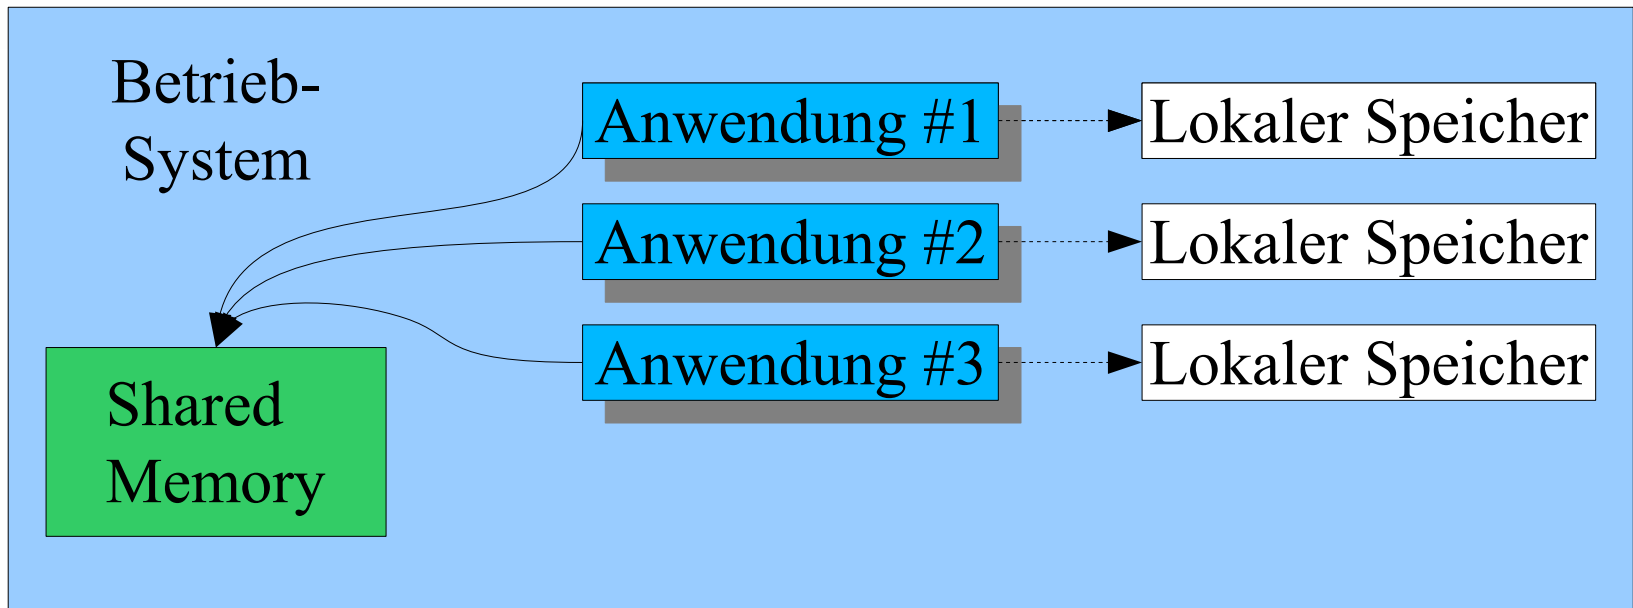 Betrieb-
System
Anwendung #1
Lokaler Speicher
Anwendung #2
Lokaler Speicher
Anwendung #3
Lokaler Speicher
Shared
Memory